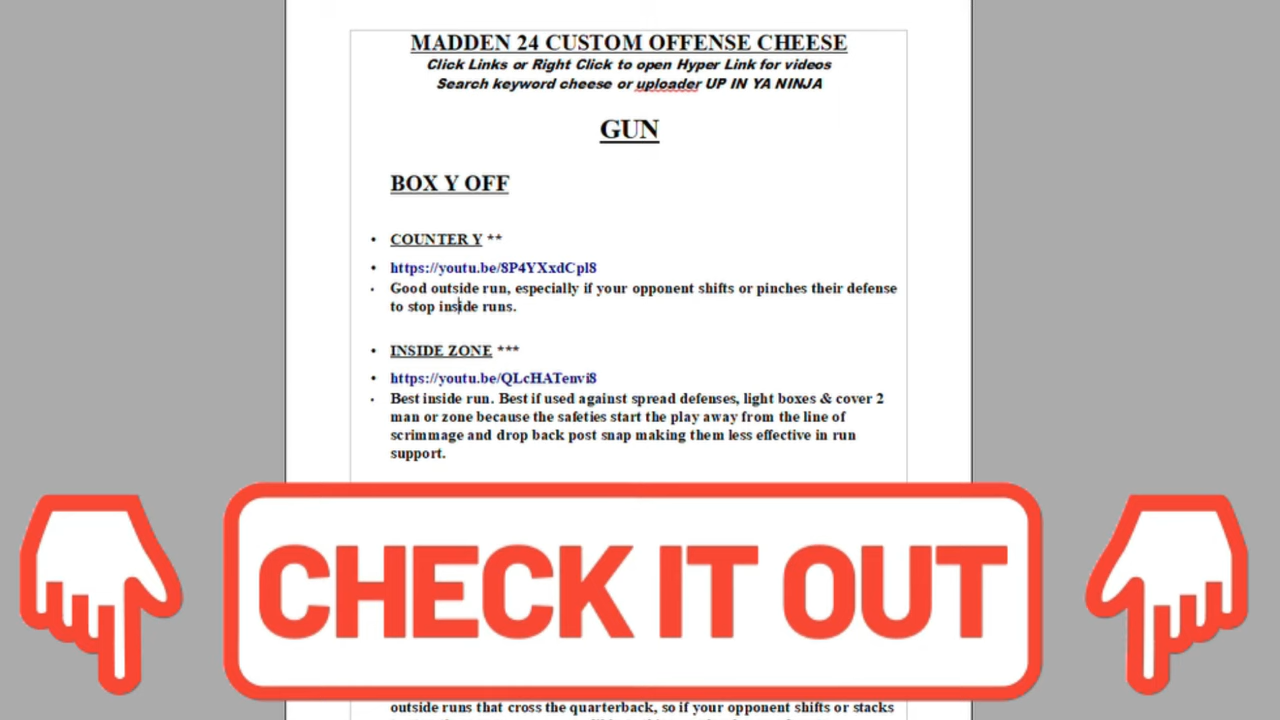 MADDEN 24 CUSTOM OFFENSE CHEESE
Click Links or Right Click to open Hyper Link for videos
Search keyword cheese or uploader UP IN YA NINJA
GUN
BOX Y OFF
• COUNTER Y **
• https://youtu.be/8P4YXxdCpl8
• Good outside run, especially if your opponent shifts or pinches their defense
to stop inside runs.
• INSIDE ZONE ***
• https://youtu.be/QLcHATenvi8
• Best inside run. Best if used against spread defenses, light boxes & cover 2
man or zone because the safeties start the play away from the line of
scrimmage and drop back post snap making them less effective in run
support.
CHECK IT OUT
outside runs that cross the quarterback, so if your opponent shifts or stacks